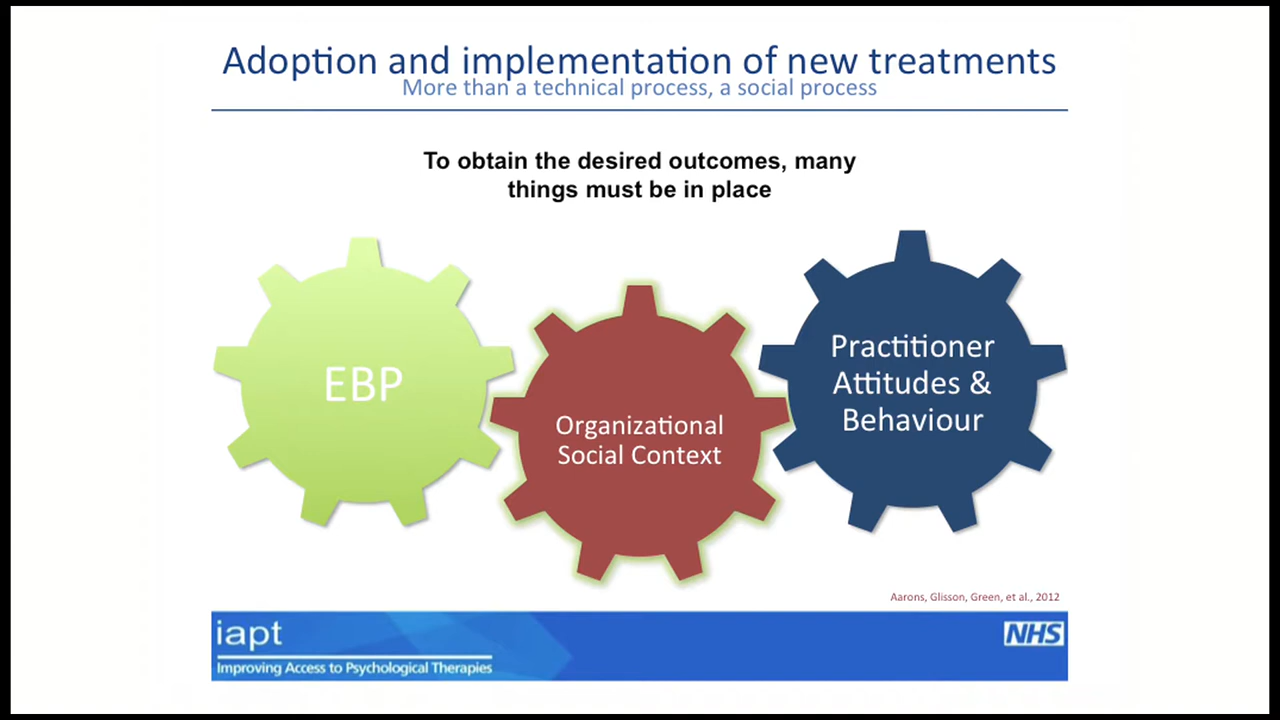 Adoption and implementation of new treatments
More than a technical process, a social process
To obtain the desired outcomes, many
things must be in place
EBP
Organizational
Social Context
Practitioner
Attitudes &
Behaviour
Aarons, Glisson, Green, et al., 2012
iapt
Improving Access to Psychological Therapies
NHS